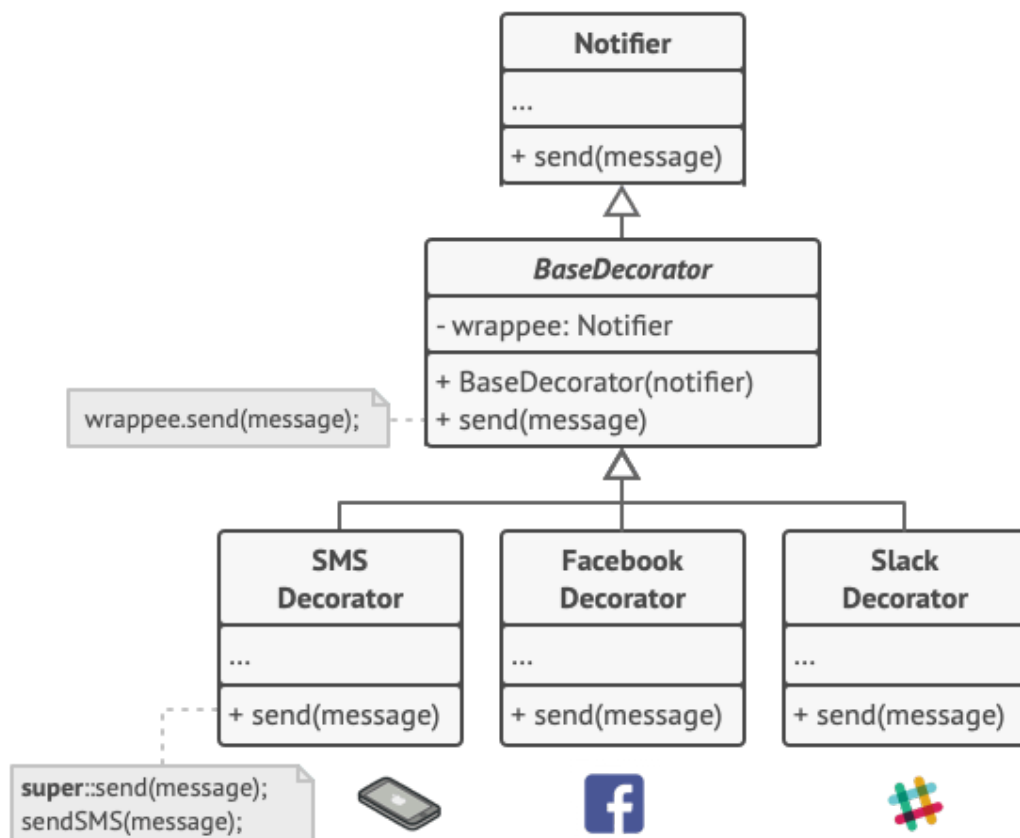 Notifier
...
+ send(message)
BaseDecorator
- wrappee: Notifier
+ BaseDecorator(notifier)
+ send(message)
wrappee.send(message);
SMS
Decorator
...
+ send(message)
Facebook
Decorator
...
+ send(message)
Slack
Decorator
...
+ send(message)
super::send(message);
sendSMS(message);